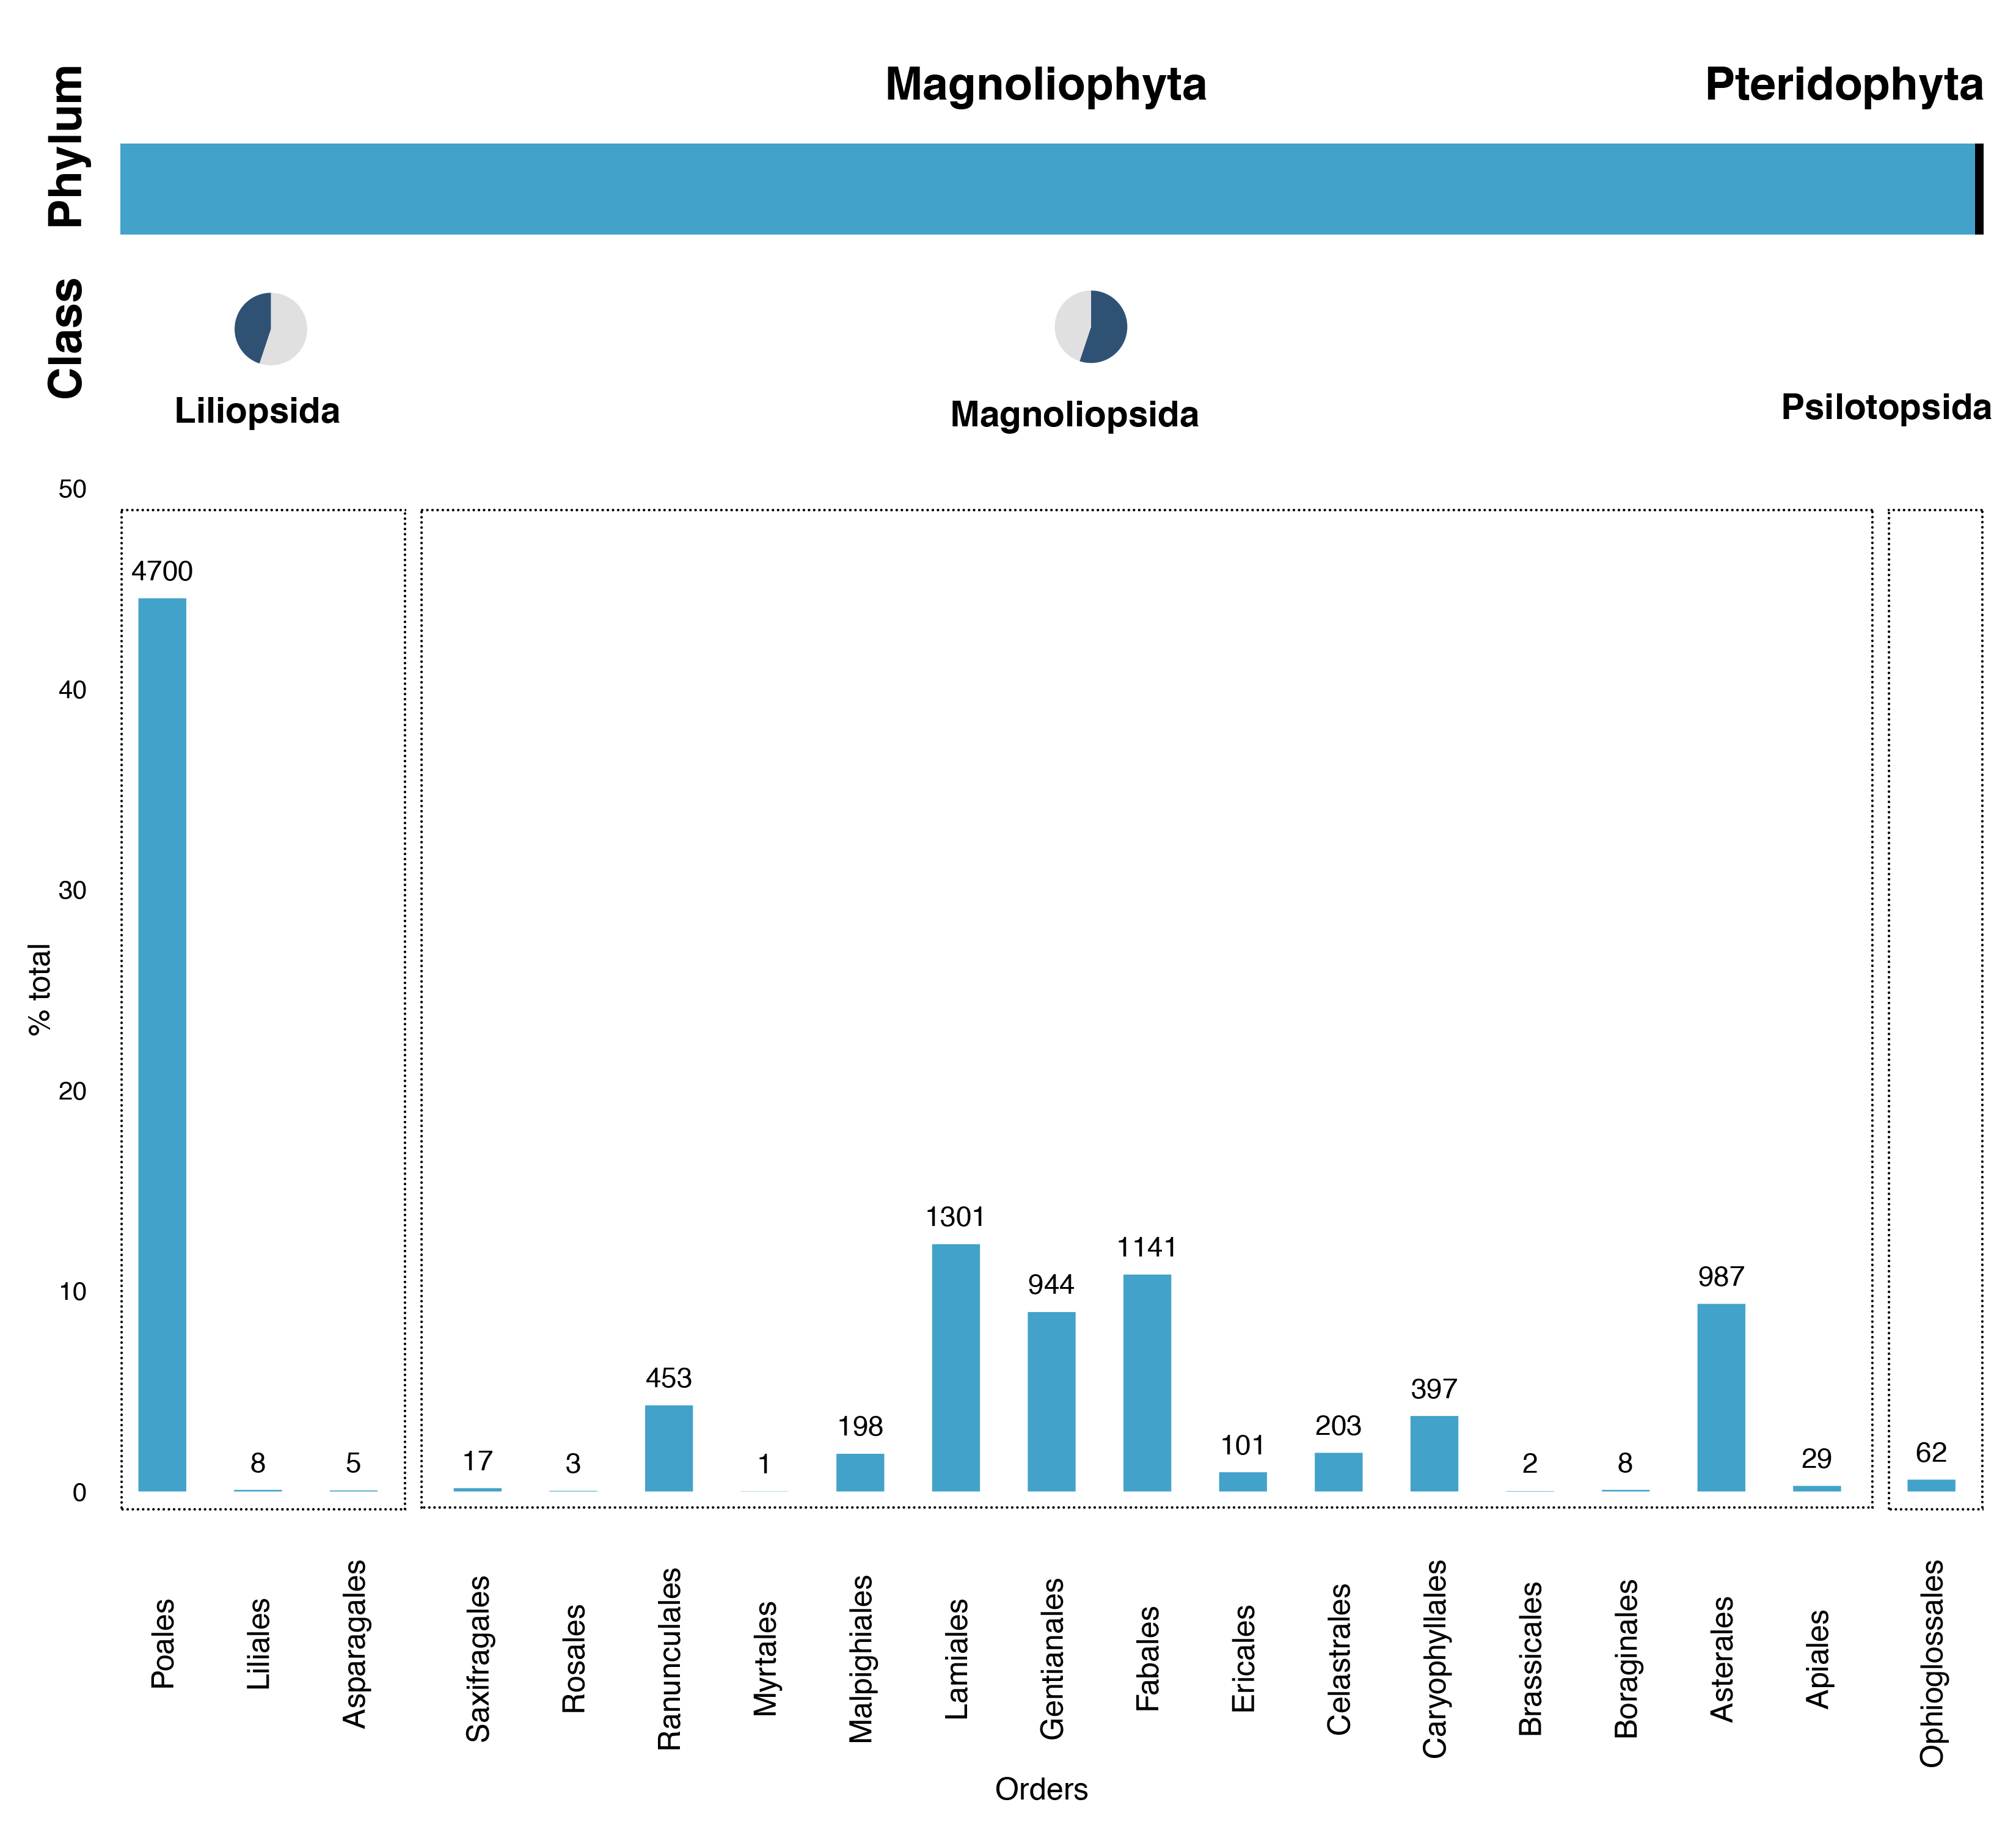 Magnoliophyta
Pteridophyta
Phylum
Class
Liliopsida
Magnoliopsida
Psilotopsida
50
40
30
20
10
0
% total
4700
8
5
17
3
453
1
198
1301
944
1141
101
203
397
2
8
987
29
62
Poales
Liliales
Asparagales
Saxifragales
Rosales
Ranunculales
Myrtales
Malpighiales
Lamiales
Gentianales
Fabales
Ericales
Celastrales
Caryophyllales
Brassicales
Boraginales
Asterales
Apiales
Ophioglossales
Orders